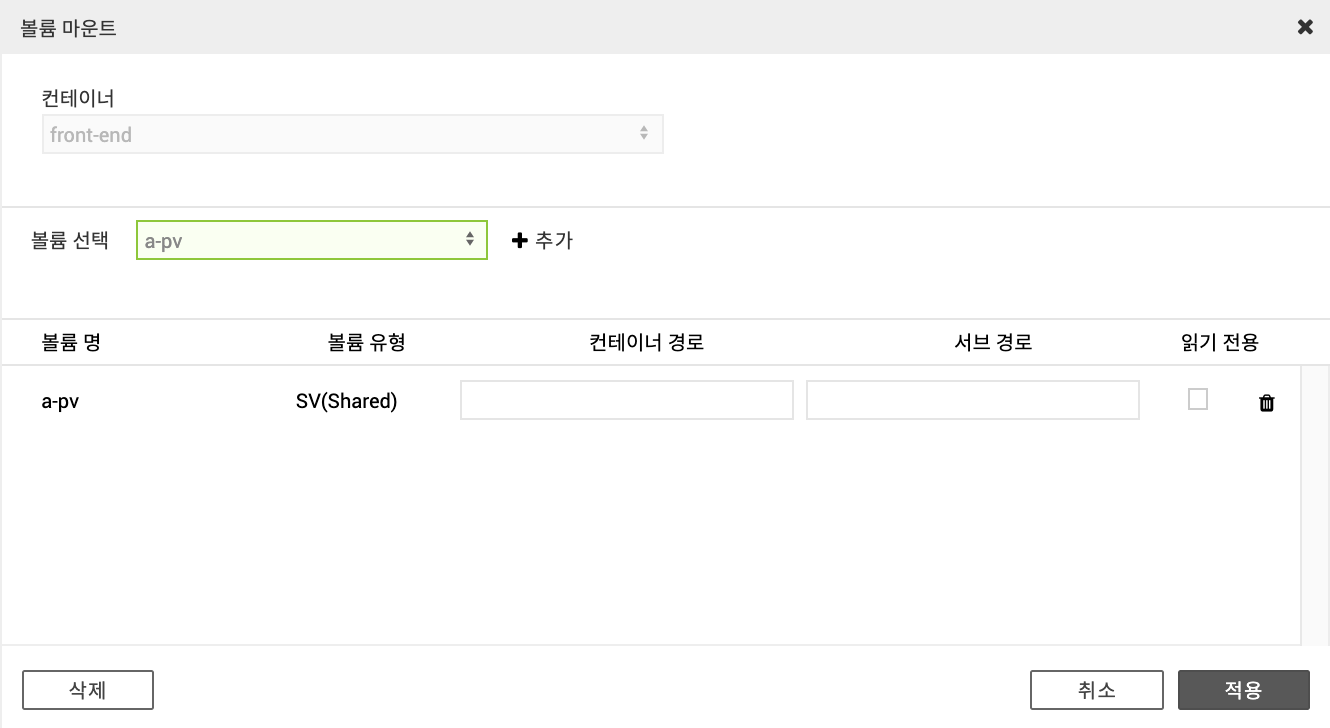 볼륨 마운트
컨테이너
front-end
볼륨 선택 a-pv 추가
볼륨 명 볼륨 유형 컨테이너 경로 서브 경로 읽기 전용
a-pv SV(Shared)
삭제 취소 적용